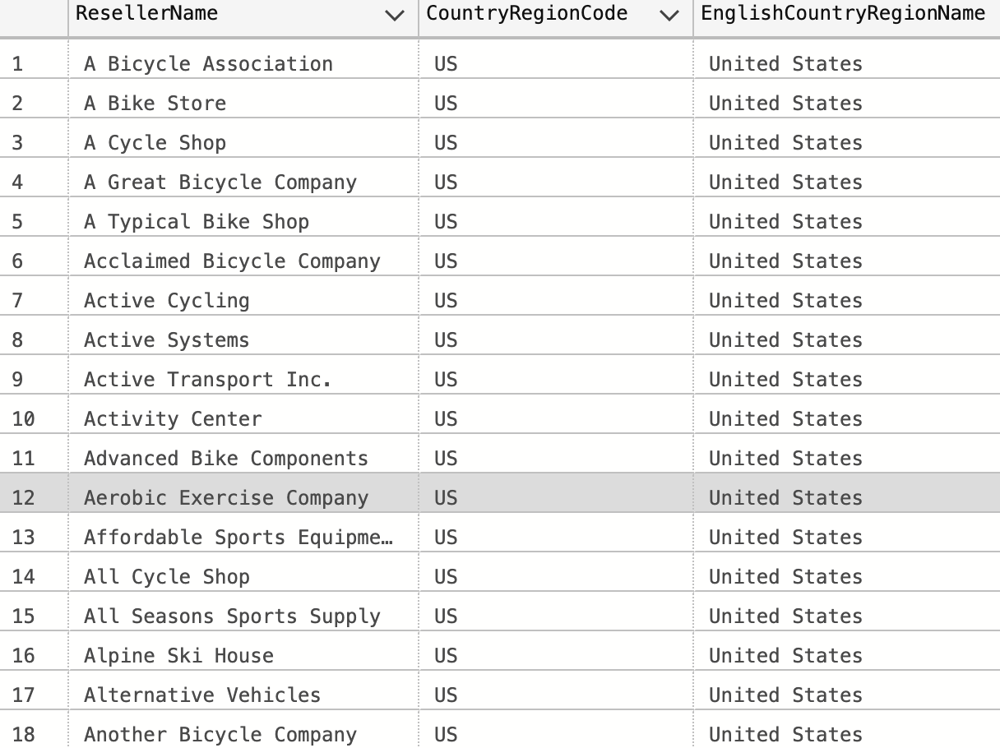 ResellerName CountryRegionCode EnglishCountryRegionName
1 A Bicycle Association US United States
2 A Bike Store US United States
3 A Cycle Shop US United States
4 A Great Bicycle Company US United States
5 A Typical Bike Shop US United States
6 Acclaimed Bicycle Company US United States
7 Active Cycling US United States
8 Active Systems US United States
9 Active Transport Inc. US United States
10 Activity Center US United States
11 Advanced Bike Components US United States
12 Aerobic Exercise Company US United States
13 Affordable Sports Equipme… US United States
14 All Cycle Shop US United States
15 All Seasons Sports Supply US United States
16 Alpine Ski House US United States
17 Alternative Vehicles US United States
18 Another Bicycle Company US United States